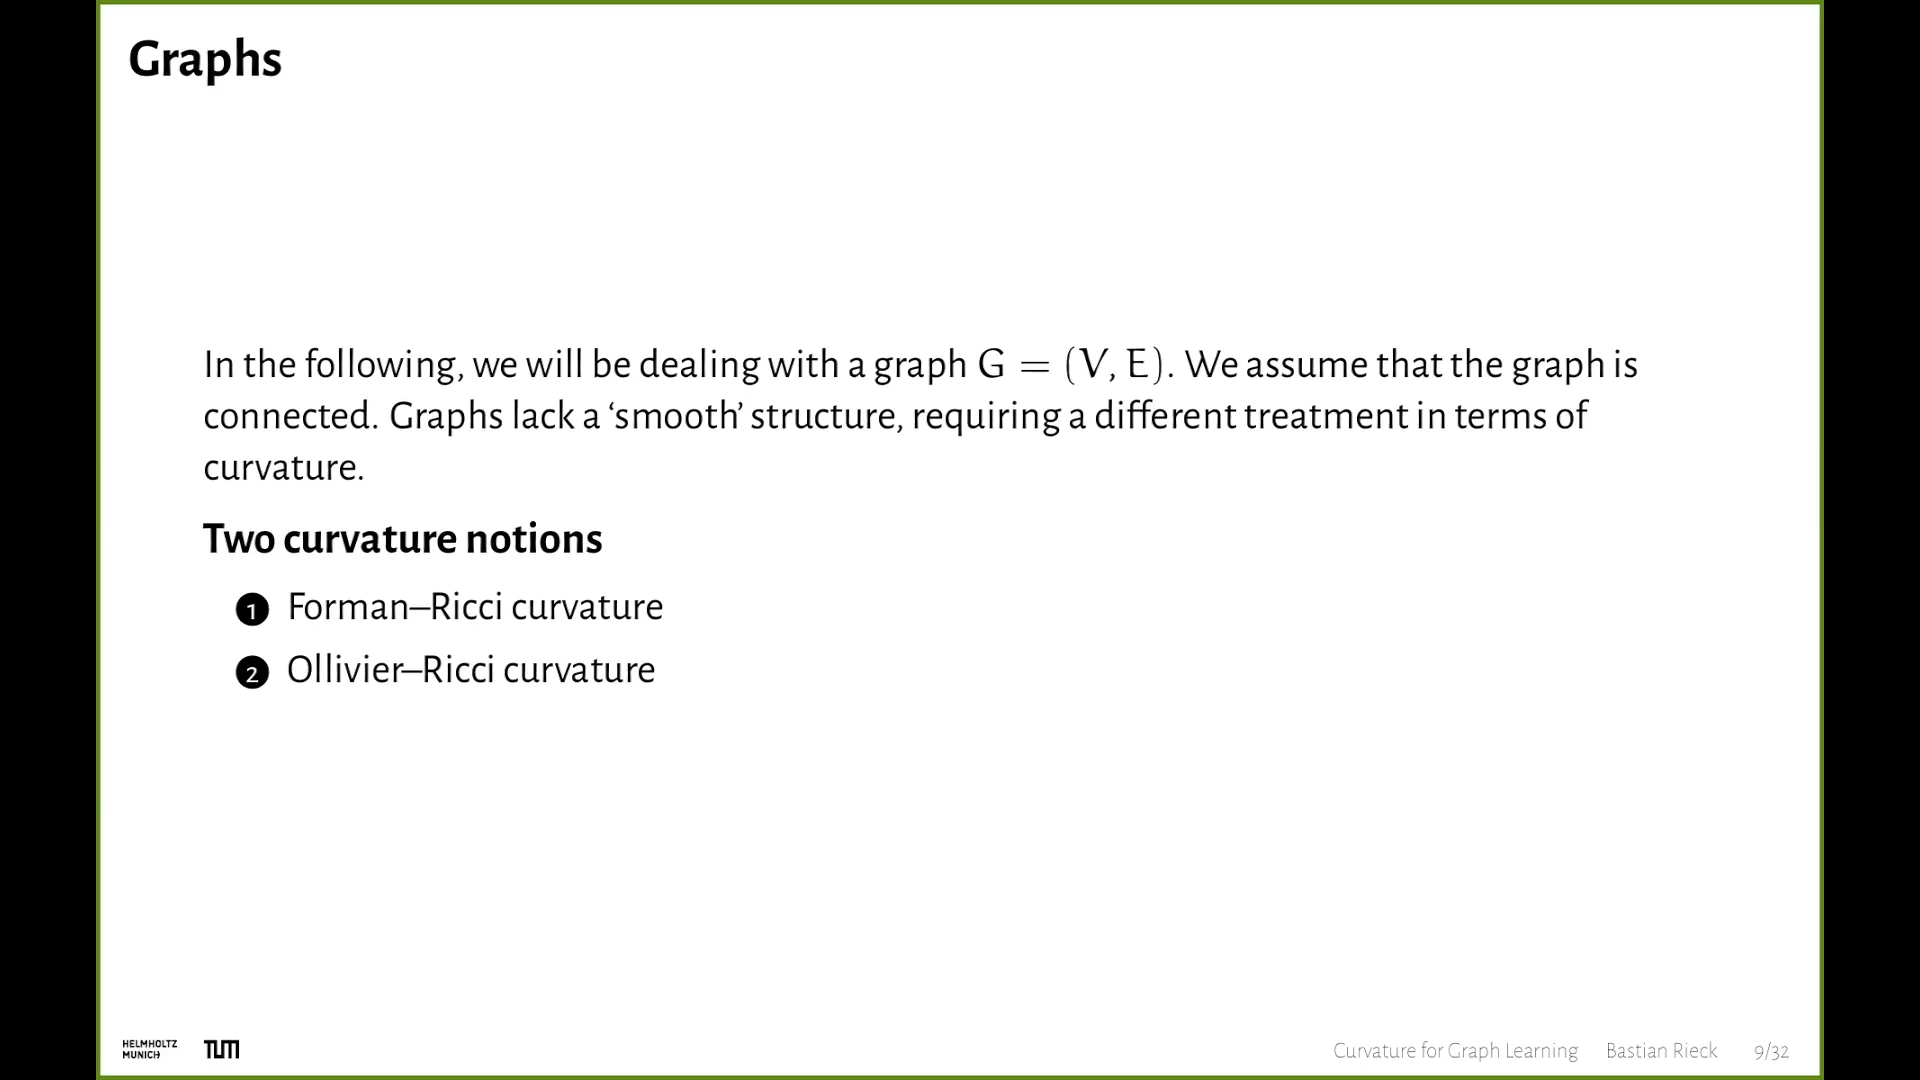 Graphs
In the following, we will be dealing with a graph G = (V, E). We assume that the graph is
connected. Graphs lack a ‘smooth’ structure, requiring a different treatment in terms of
curvature.
Two curvature notions
1 Forman–Ricci curvature
2 Ollivier–Ricci curvature
HELMHOLTZ
MUNICH
TUM
Curvature for Graph Learning Bastian Rieck 9/32